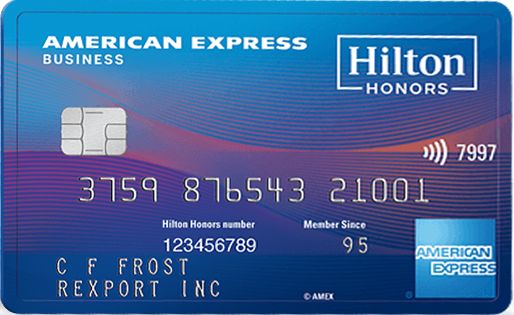 AMERICAN EXPRESS
BUSINESS
Hilton
HONORS
7997
3759 876543 21001
Hilton Honors number
Member Since
123456789
95
C F FROST
REXPORT INC
AMERICAN
EXPRESS
© AMEX